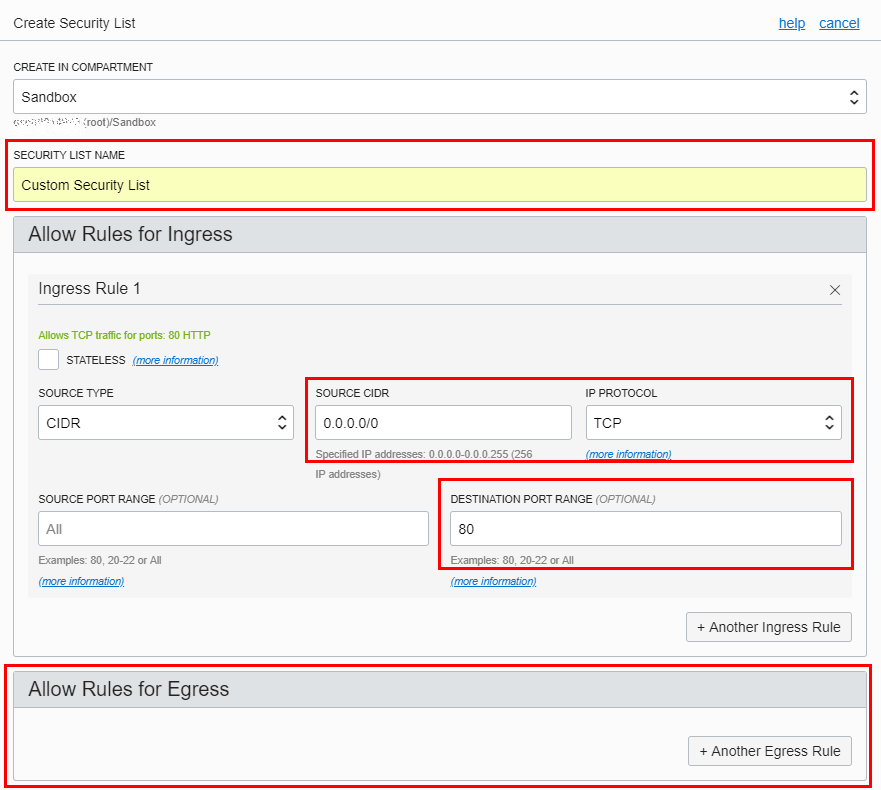 Create Security List help cancel
CREATE IN COMPARTMENT
Sandbox
(root)/Sandbox
SECURITY LIST NAME
Custom Security List
Allow Rules for Ingress
Ingress Rule 1
Allows TCP traffic for ports: 80 HTTP
STATELESS (more information)
SOURCE TYPE SOURCE CIDR IP PROTOCOL
CIDR 0.0.0.0/0 TCP
Specified IP addresses: 0.0.0.0-0.0.0.255 (256 (more information)
IP addresses)
SOURCE PORT RANGE (OPTIONAL) DESTINATION PORT RANGE (OPTIONAL)
All 80
Examples: 80, 20-22 or All Examples: 80, 20-22 or All
(more information) (more information)
+ Another Ingress Rule
Allow Rules for Egress
+ Another Egress Rule